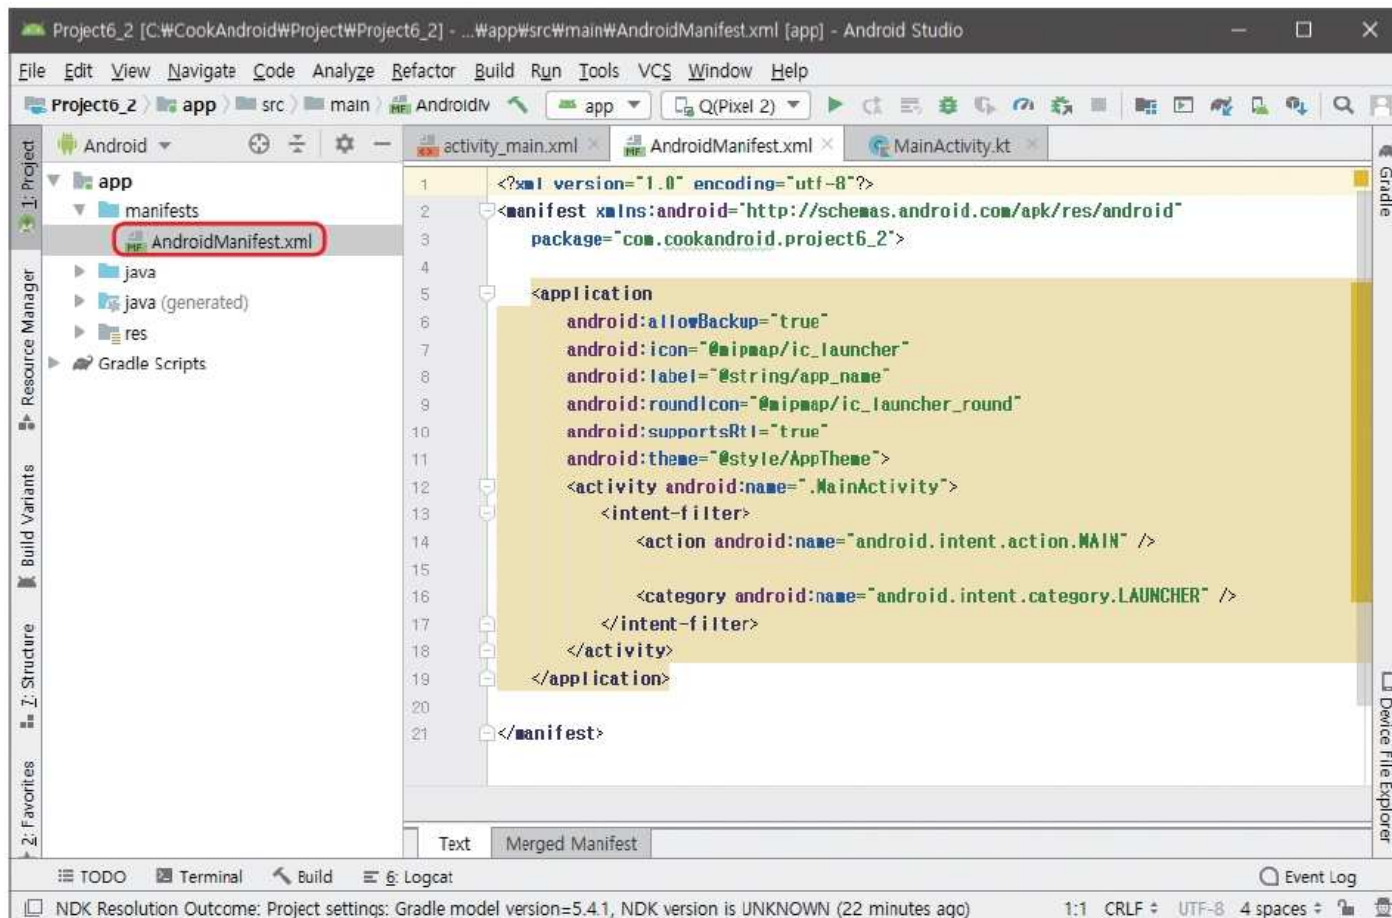 Project6_2 [C:₩CookAndroid₩Project₩Project6_2] - ...₩app₩src₩main₩AndroidManifest.xml [app] - Android Studio
File Edit View Navigate Code Analyze Refactor Build Run Tools VCS Window Help
Project6_2 app src main AndroidM app Q(Pixel 2)
1: Project
Resource Manager
Build Variants
7: Structure
2: Favorites
Android
app
manifests
AndroidManifest.xml
java
java (generated)
res
Gradle Scripts
activity_main.xml AndroidManifest.xml MainActivity.kt
1 <?xml version="1.0" encoding="utf-8"?>
2 <manifest xmlns:android="http://schemas.android.com/apk/res/android"
3 package="com.cookandroid.project6_2">
4
5 <application
6 android:allowBackup="true"
7 android:icon="@mipmap/ic_launcher"
8 android:label="@string/app_name"
9 android:roundIcon="@mipmap/ic_launcher_round"
10 android:supportsRtl="true"
11 android:theme="@style/AppTheme">
12 <activity android:name=".MainActivity">
13 <intent-filter>
14 <action android:name="android.intent.action.MAIN" />
15
16 <category android:name="android.intent.category.LAUNCHER" />
17 </intent-filter>
18 </activity>
19 </application>
20
21 </manifest>
Gradle
Device File Explorer
Text Merged Manifest
TODO Terminal Build 6: Logcat Event Log
NDK Resolution Outcome: Project settings: Gradle model version=5.4.1, NDK version is UNKNOWN (22 minutes ago) 1:1 CRLF UTF-8 4 spaces